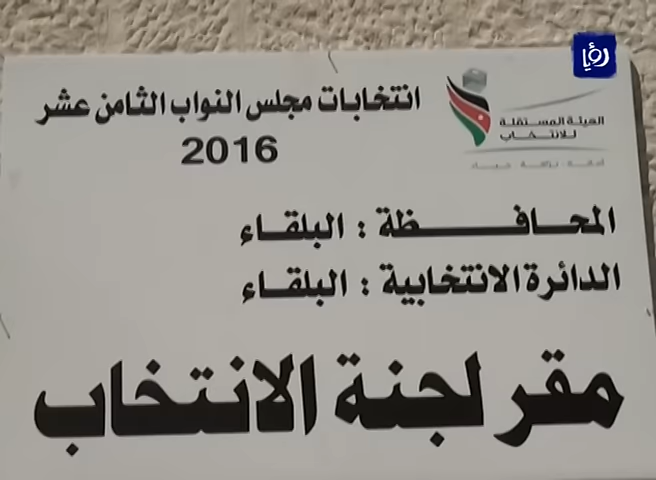 رؤيا
الهيئة المستقلة
للانتخاب
انتخابات مجلس النواب الثامن عشر
2016
المحافظة : البلقاء
الدائرة الانتخابية : البلقاء
مقر لجنة الانتخاب